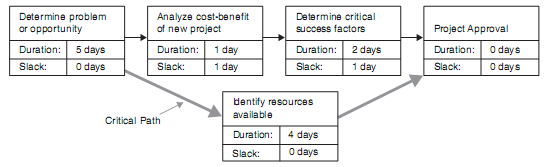 Determine problem
or opportunity
Duration: 5 days
Slack: 0 days
Analyze cost-benefit
of new project
Duration: 1 day
Slack: 1 day
Determine critical
success factors
Duration: 2 days
Slack: 1 day
Project Approval
Duration: 0 days
Slack: 0 days
Critical Path
Identify resources
available
Duration: 4 days
Slack: 0 days